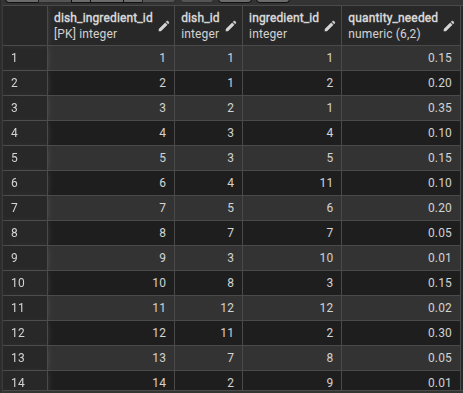 dish_ingredient_id dish_id ingredient_id quantity_needed
[PK] integer integer integer numeric (6,2)
1 1 1 1 0.15
2 2 1 2 0.20
3 3 2 1 0.35
4 4 3 4 0.10
5 5 3 5 0.15
6 6 4 11 0.10
7 7 5 6 0.20
8 8 7 7 0.05
9 9 3 10 0.01
10 10 8 3 0.15
11 11 12 12 0.02
12 12 11 2 0.30
13 13 7 8 0.05
14 14 2 9 0.01